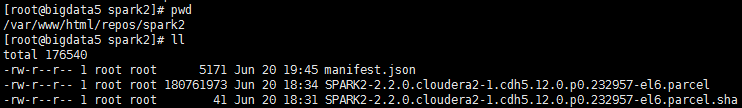 [root@bigdata5 spark2]# pwd
/var/www/html/repos/spark2
[root@bigdata5 spark2]# ll
total 176540
-rw-r--r-- 1 root root      5171 Jun 20 19:45 manifest.json
-rw-r--r-- 1 root root 180761973 Jun 20 18:34 SPARK2-2.2.0.cloudera2-1.cdh5.12.0.p0.232957-el6.parcel
-rw-r--r-- 1 root root        41 Jun 20 18:31 SPARK2-2.2.0.cloudera2-1.cdh5.12.0.p0.232957-el6.parcel.sha